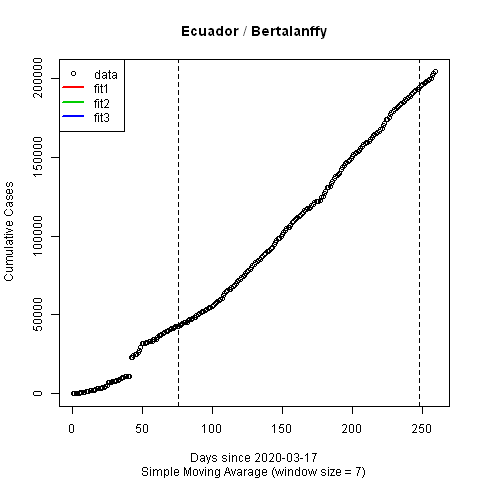 Ecuador / Bertalanffy
data
fit1
fit2
fit3
Cumulative Cases
0
50000
100000
150000
200000
0 50 100 150 200 250
Days since 2020-03-17
Simple Moving Avarage (window size = 7)